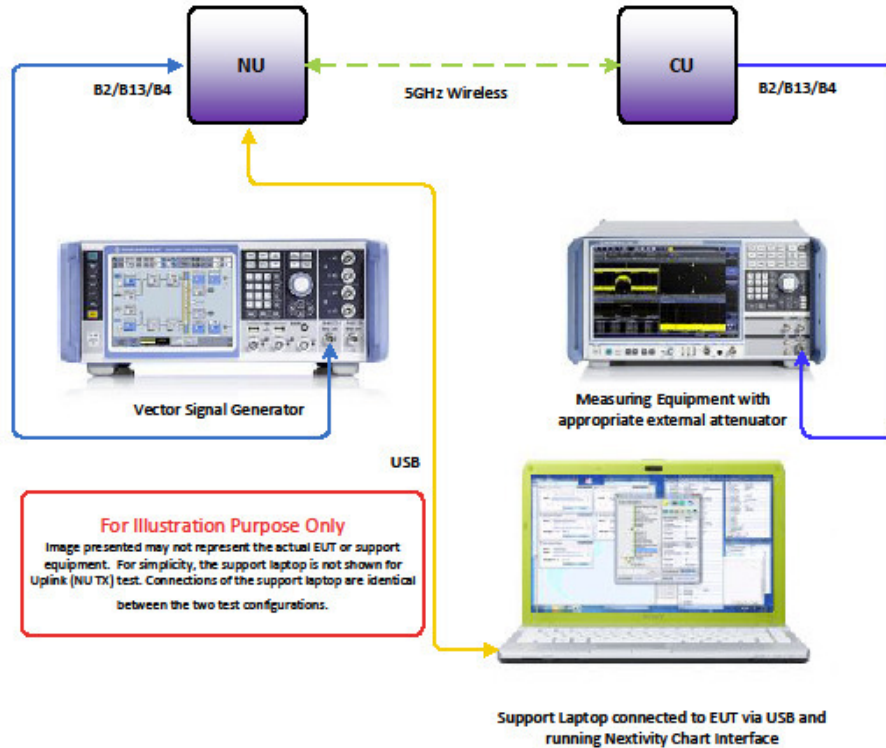 NU
CU
B2/B13/B4
5GHz Wireless
B2/B13/B4
Vector Signal Generator
Measuring Equipment with
appropriate external attenuator
USB
For Illustration Purpose Only
Image presented may not represent the actual EUT or support
equipment. For simplicity, the support laptop is not shown for
Uplink (NU TX) test. Connections of the support laptop are identical
between the two test configurations.
Support Laptop connected to EUT via USB and
running Nextivity Chart Interface